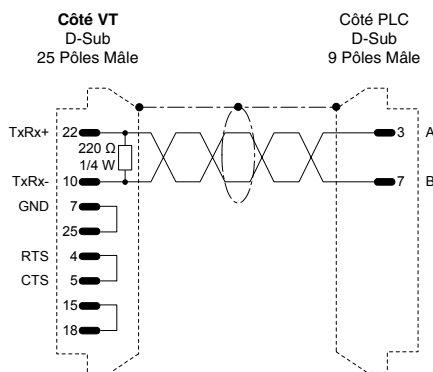 Côté VT
D-Sub
25 Pôles Mâle
Côté PLC
D-Sub
9 Pôles Mâle
TxRx+ 22
220 Ω
1/4 W
3 A
TxRx- 10
7 B
GND 7
25
RTS 4
CTS 5
15
18